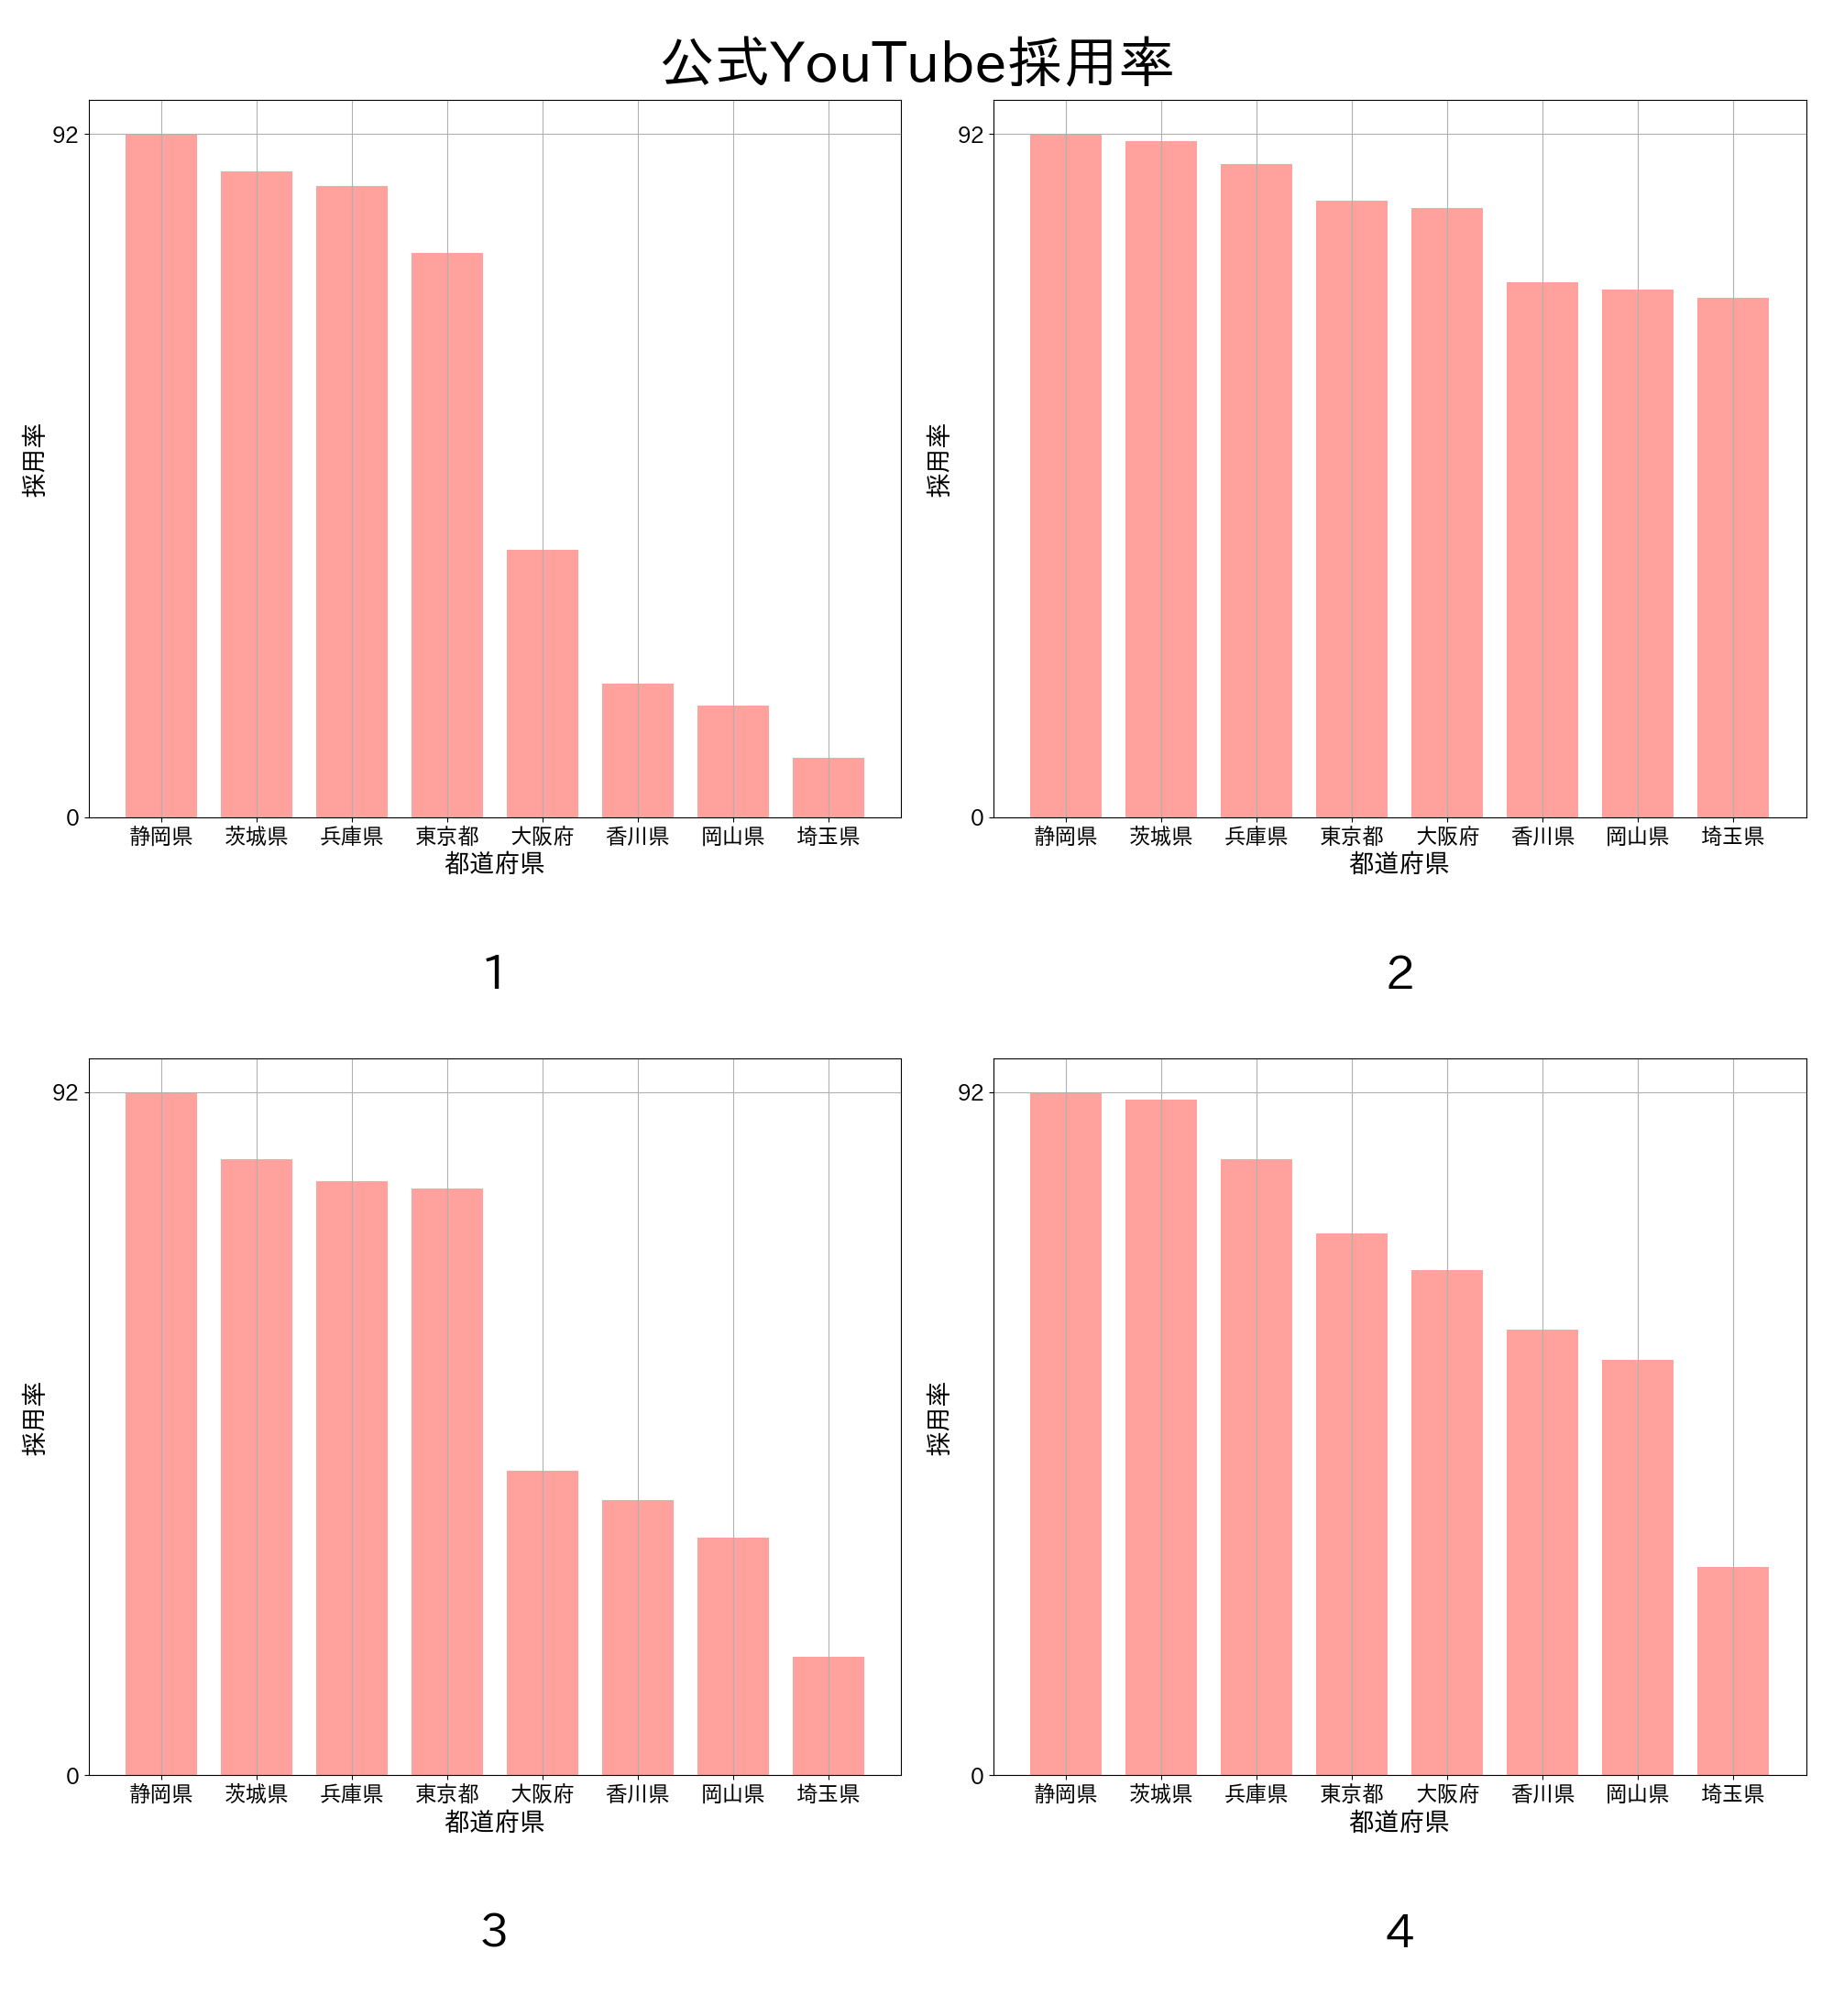 公式YouTube採用率
92
0
採用率
静岡県 茨城県 兵庫県 東京都 大阪府 香川県 岡山県 埼玉県
都道府県
1
92
0
採用率
静岡県 茨城県 兵庫県 東京都 大阪府 香川県 岡山県 埼玉県
都道府県
2
92
0
採用率
静岡県 茨城県 兵庫県 東京都 大阪府 香川県 岡山県 埼玉県
都道府県
3
92
0
採用率
静岡県 茨城県 兵庫県 東京都 大阪府 香川県 岡山県 埼玉県
都道府県
4